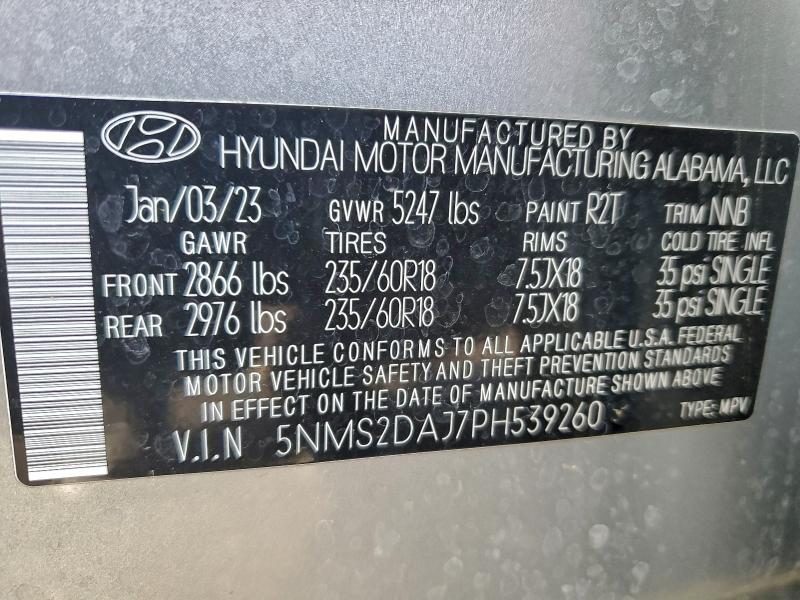 MANUFACTURED BY
HYUNDAI MOTOR MANUFACTURING ALABAMA, LLC
Jan/03/23 GVWR 5247 lbs PAINT R2T TRIM NNB
GAWR TIRES RIMS COLD TIRE INFL
FRONT 2866 lbs 235/60R18 7.5JX18 35 psi SINGLE
REAR 2976 lbs 235/60R18 7.5JX18 35 psi SINGLE
THIS VEHICLE CONFORMS TO ALL APPLICABLE U.S.A. FEDERAL
MOTOR VEHICLE SAFETY AND THEFT PREVENTION STANDARDS
IN EFFECT ON THE DATE OF MANUFACTURE SHOWN ABOVE
V.I.N 5NMS2DAJ7PH539260 TYPE: MPV